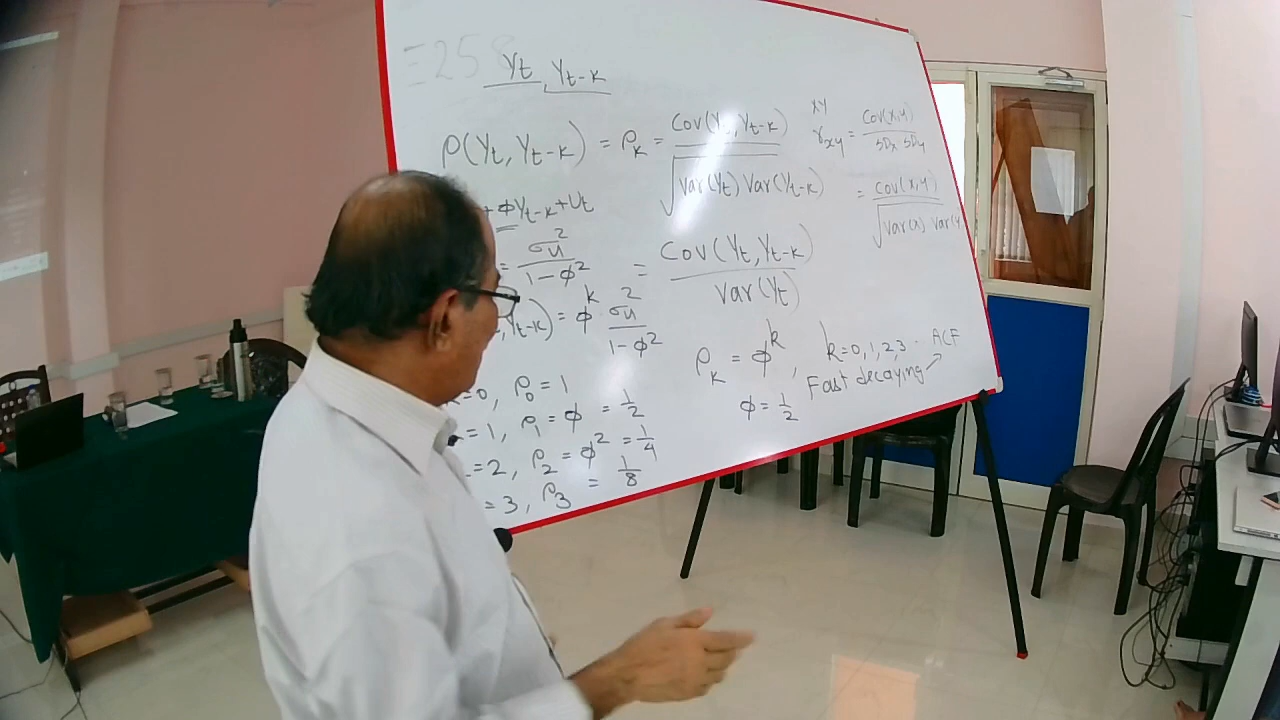 =258
Yt Yt-k
ρ(Yt, Yt-k) = ρk = Cov(Yt, Yt-k) / √Var(Yt) Var(Yt-k)
xy
rxy = Cov(x,y) / SDx SDy
= Cov(x,y) / √Var(x) Var(y
+ ϕYt-k + Ut
= σu² / 1-ϕ²
= Cov(Yt, Yt-k) / Var(Yt)
, Yt-k) = ϕ^k σu² / 1-ϕ²
ρk = ϕ^k, k=0,1,2,3 · ACF
Fast decaying
ϕ = 1/2
=0, ρ0 = 1
=1, ρ1 = ϕ = 1/2
=2, ρ2 = ϕ² = 1/4
=3, ρ3 = 1/8